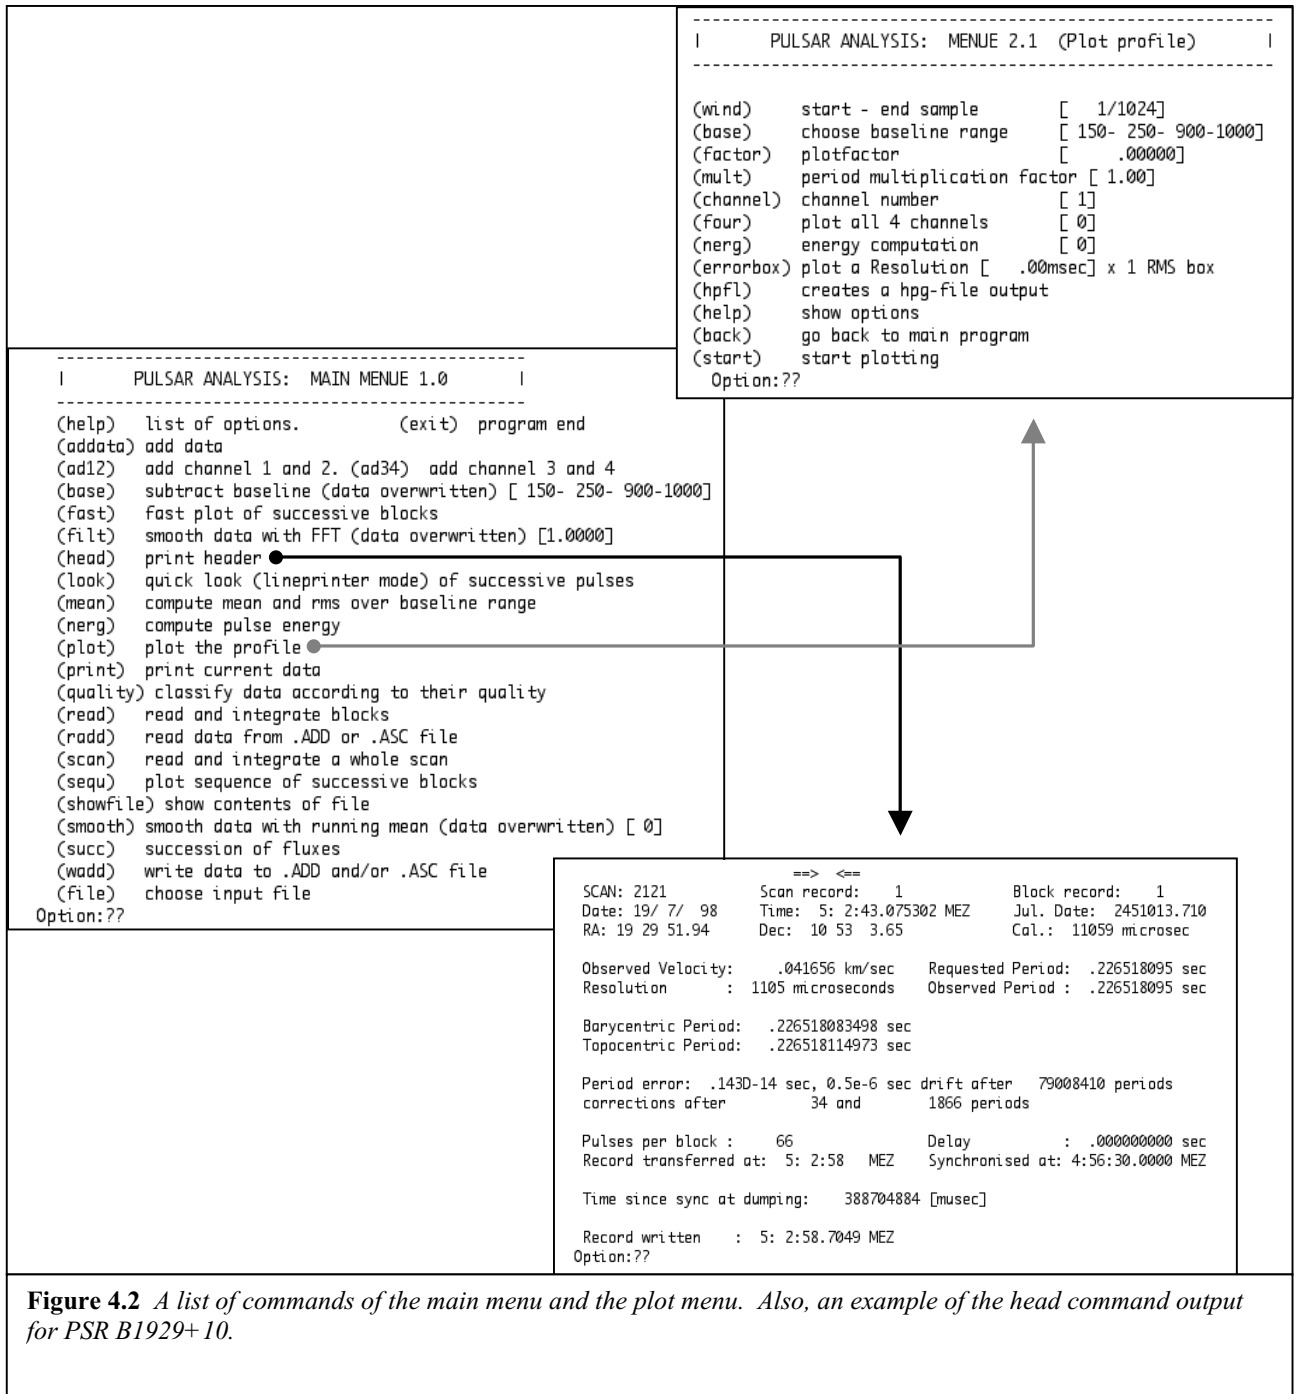 | PULSAR ANALYSIS: MENUE 2.1 (Plot profile) |
(wind) start - end sample [ 1/1024]
(base) choose baseline range [ 150- 250- 900-1000]
(factor) plotfactor [ .00000]
(mult) period multiplication factor [ 1.00]
(channel) channel number [ 1]
(four) plot all 4 channels [ 0]
(nerg) energy computation [ 0]
(errorbox) plot a Resolution [ .00msec] x 1 RMS box
(hpfl) creates a hpg-file output
(help) show options
(back) go back to main program
(start) start plotting
Option:??
| PULSAR ANALYSIS: MAIN MENUE 1.0 |
(help) list of options. (exit) program end
(addata) add data
(ad12) add channel 1 and 2. (ad34) add channel 3 and 4
(base) subtract baseline (data overwritten) [ 150- 250- 900-1000]
(fast) fast plot of successive blocks
(filt) smooth data with FFT (data overwritten) [1.0000]
(head) print header
(look) quick look (lineprinter mode) of successive pulses
(mean) compute mean and rms over baseline range
(nerg) compute pulse energy
(plot) plot the profile
(print) print current data
(quality) classify data according to their quality
(read) read and integrate blocks
(radd) read data from .ADD or .ASC file
(scan) read and integrate a whole scan
(sequ) plot sequence of successive blocks
(showfile) show contents of file
(smooth) smooth data with running mean (data overwritten) [ 0]
(succ) succession of fluxes
(wadd) write data to .ADD and/or .ASC file
(file) choose input file
Option:??
==> <==
SCAN: 2121 Scan record: 1 Block record: 1
Date: 19/ 7/ 98 Time: 5: 2:43.075302 MEZ Jul. Date: 2451013.710
RA: 19 29 51.94 Dec: 10 53 3.65 Cal.: 11059 microsec
Observed Velocity: .041656 km/sec Requested Period: .226518095 sec
Resolution : 1105 microseconds Observed Period : .226518095 sec
Barycentric Period: .226518083498 sec
Topocentric Period: .226518114973 sec
Period error: .143D-14 sec, 0.5e-6 sec drift after 79008410 periods
corrections after 34 and 1866 periods
Pulses per block : 66 Delay : .000000000 sec
Record transferred at: 5: 2:58 MEZ Synchronised at: 4:56:30.0000 MEZ
Time since sync at dumping: 388704884 [musec]
Record written : 5: 2:58.7049 MEZ
Option:??
Figure 4.2 A list of commands of the main menu and the plot menu. Also, an example of the head command output
for PSR B1929+10.